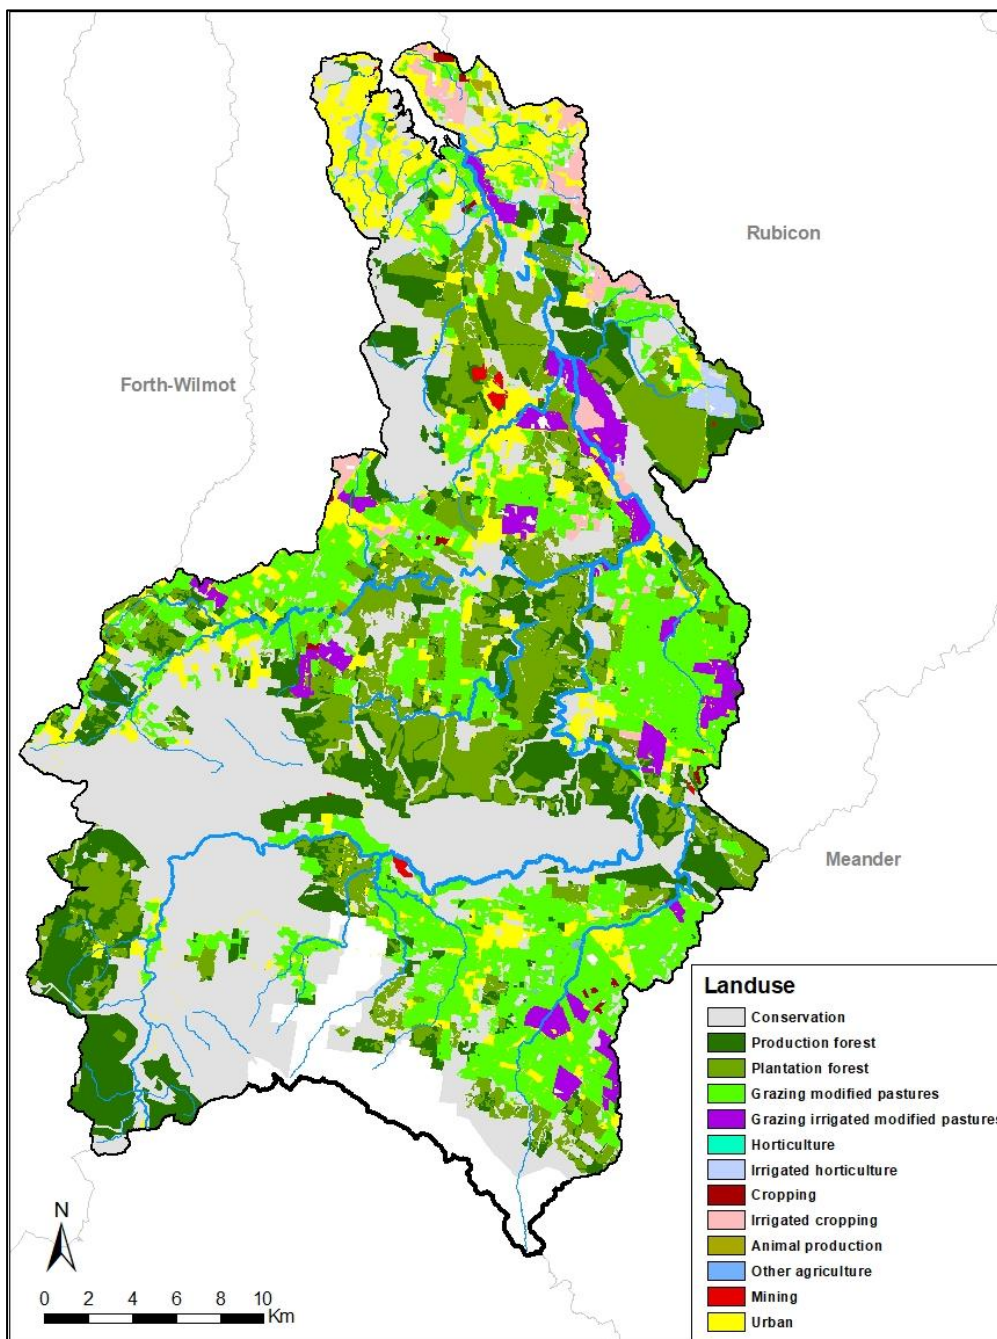 Rubicon
Forth-Wilmot
Meander
Landuse
Conservation
Production forest
Plantation forest
Grazing modified pastures
Grazing irrigated modified pastures
Horticulture
Irrigated horticulture
Cropping
Irrigated cropping
Animal production
Other agriculture
Mining
Urban
N
0 2 4 6 8 10
Km